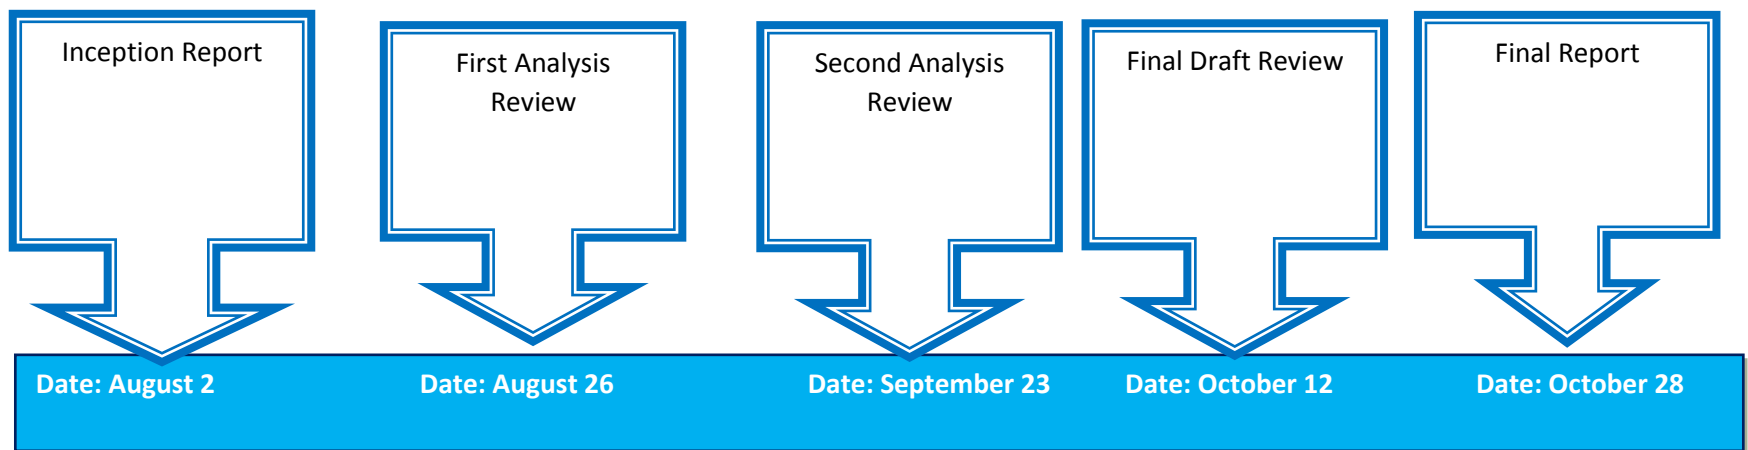 Inception Report
First Analysis
Review
Second Analysis
Review
Final Draft Review
Final Report
Date: August 2
Date: August 26
Date: September 23
Date: October 12
Date: October 28